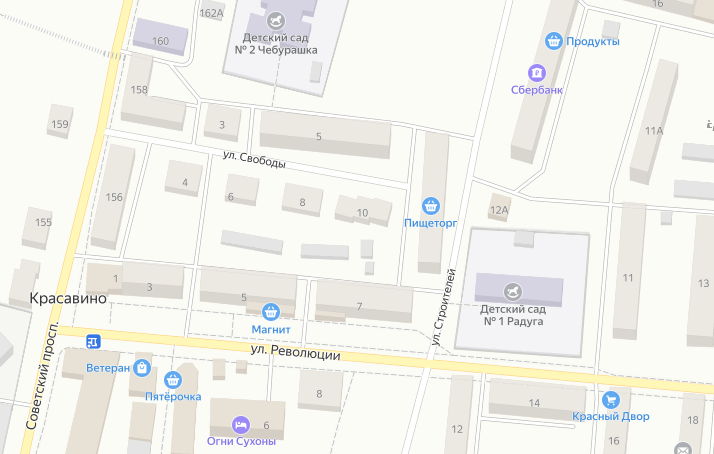 16
162А
Детский сад
№ 2 Чебурашка
160
Продукты
Сбербанк
158
159
3
5
11А
ул. Свободы
4
6
8
10
156
155
Пищеторг
12А
11
13
1
3
5
7
Красавино
Магнит
ул. Строителей
Детский сад
№ 1 Радуга
Советский просп.
ул. Революции
Ветеран
Пятёрочка
8
14
Красный Двор
6
Огни Сухоны
12
16
18